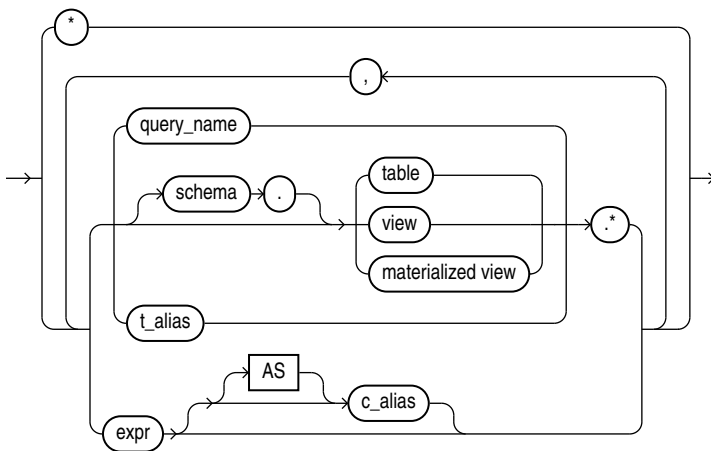 *
,
query_name
schema . table
view .*
materialized view
t_alias
AS
c_alias
expr